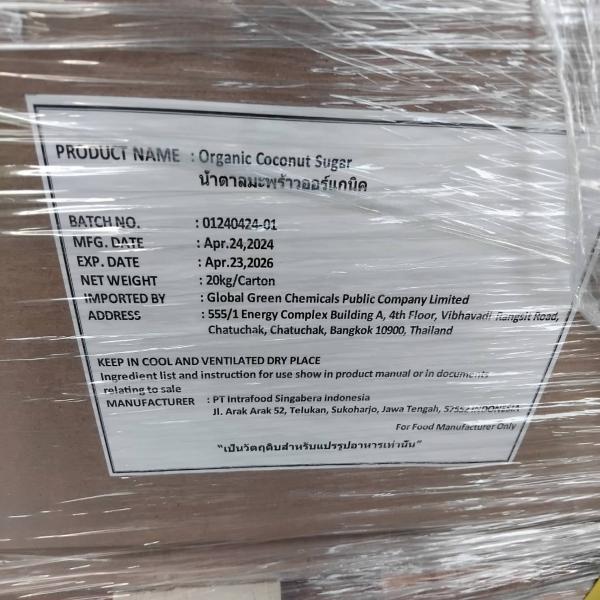 PRODUCT NAME : Organic Coconut Sugar
น้ำตาลมะพร้าวออร์แกนิค
BATCH NO. : 01240424-01
MFG. DATE : Apr.24,2024
EXP. DATE : Apr.23,2026
NET WEIGHT : 20kg/Carton
IMPORTED BY : Global Green Chemicals Public Company Limited
ADDRESS : 555/1 Energy Complex Building A, 4th Floor, Vibhavadi Rangsit Road,
Chatuchak, Chatuchak, Bangkok 10900, Thailand
KEEP IN COOL AND VENTILATED DRY PLACE
Ingredient list and instruction for use show in product manual or in documents
relating to sale
MANUFACTURER : PT Intrafood Singabera indonesia
Jl. Arak Arak 52, Telukan, Sukoharjo, Jawa Tengah, 57552 INDONESIA
For Food Manufacturer Only
“เป็นวัตถุดิบสำหรับแปรรูปอาหารเท่านั้น”